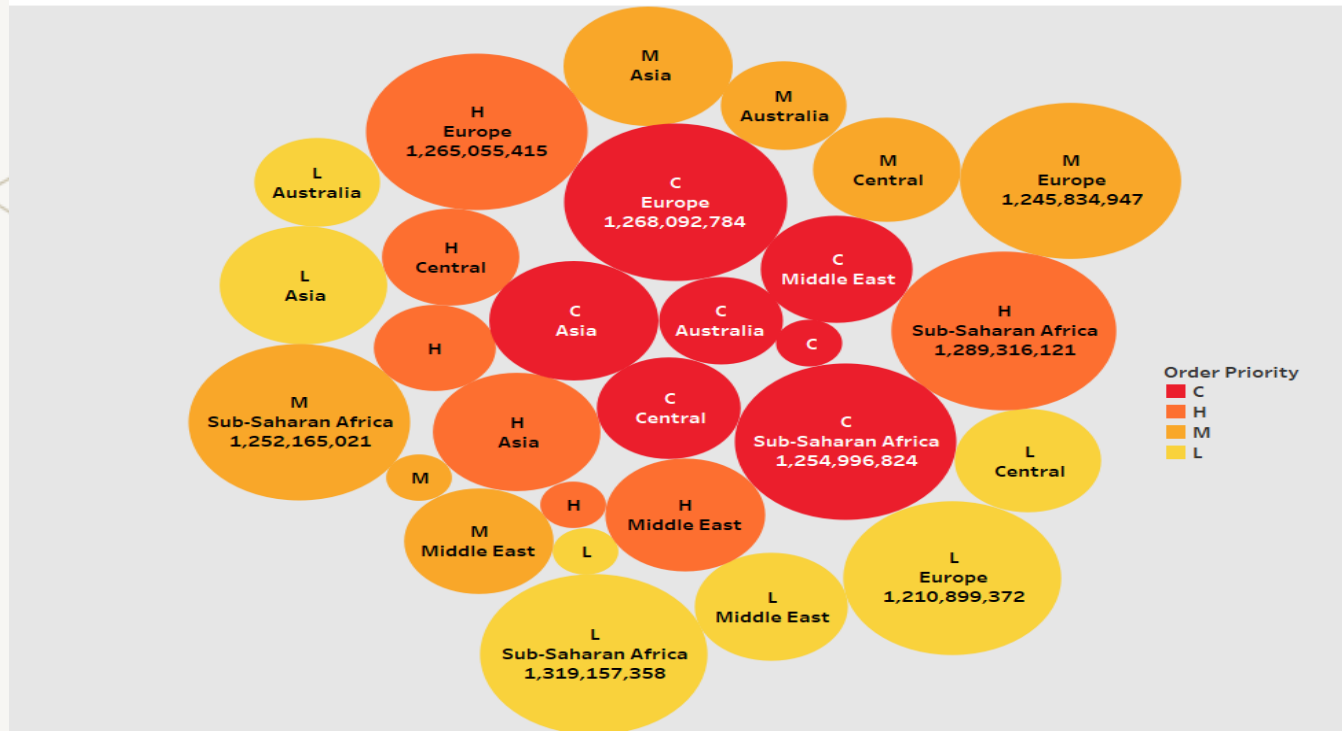 M
Asia
M
Australia
H
Europe
1,265,055,415
M
Central
M
Europe
1,245,834,947
L
Australia
C
Europe
1,268,092,784
H
Central
C
Middle East
L
Asia
C
Asia
C
Australia
H
Sub-Saharan Africa
1,289,316,121
H
C
Order Priority
C
H
M
L
M
Sub-Saharan Africa
1,252,165,021
H
Asia
C
Central
C
Sub-Saharan Africa
1,254,996,824
L
Central
M
H
H
Middle East
M
Middle East
L
L
Europe
1,210,899,372
L
Middle East
L
Sub-Saharan Africa
1,319,157,358